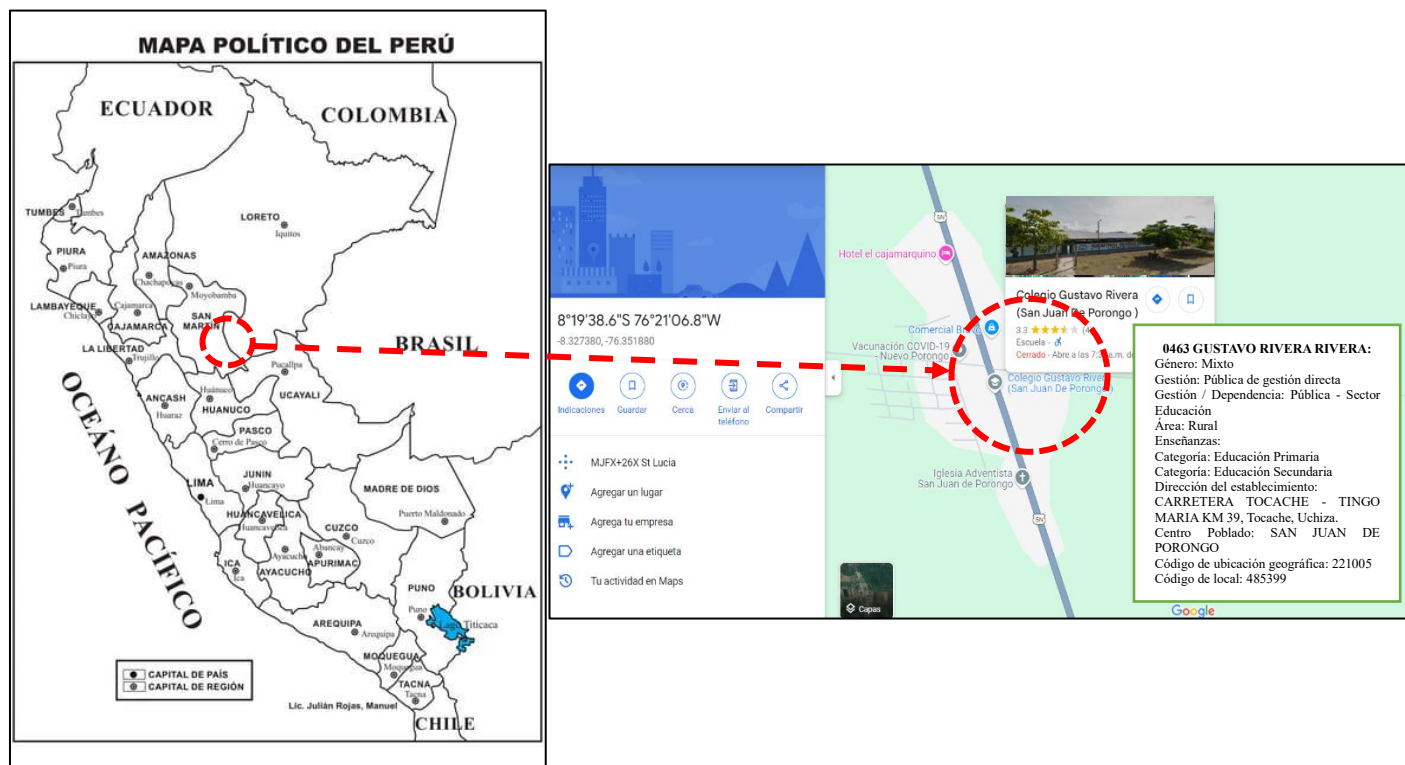 MAPA POLÍTICO DEL PERÚ
ECUADOR
COLOMBIA
TUMBES
Tumbes
LORETO
Iquitos
PIURA
Piura
AMAZONAS
Chachapoyas
Moyobamba
LAMBAYEQUE
Chiclayo
Cajamarca
CAJAMARCA
SAN
MARTÍN
LA LIBERTAD
Trujillo
BRASIL
Pucallpa
UCAYALI
ANCASH
Huaraz
Huánuco
HUANUCO
PASCO
Cerro de Pasco
OCEÁNO PACÍFICO
JUNIN
Huancayo
LIMA
Lima
MADRE DE DIOS
Puerto Maldonado
HUANCAVELICA
Huancavelica
CUZCO
Cuzco
Abancay
APURIMAC
Ayacucho
AYACUCHO
ICA
Ica
PUNO
Puno
BOLIVIA
Lago Titicaca
AREQUIPA
Arequipa
MOQUEGUA
Moquegua
TACNA
Tacna
CHILE
CAPITAL DE PAÍS
CAPITAL DE REGIÓN
Lic. Julián Rojas, Manuel
8°19'38.6"S 76°21'06.8"W
-8.327380, -76.351880
Indicaciones
Guardar
Cerca
Enviar al
teléfono
Compartir
MJFX+26X St Lucia
Agregar un lugar
Agrega tu empresa
Agregar una etiqueta
Tu actividad en Maps
5N
Hotel el cajamarquino
Comercial
Vacunación COVID-19
- Nuevo Porongo
Colegio Gustavo Rivera
(San Juan De Porongo )
Iglesia Adventista
San Juan de Porongo
5N
Capas
Google
Colegio Gustavo Rivera
(San Juan De Porongo )
3.3
Escuela ·
Cerrado · Abre a las 7: a.m. de
0463 GUSTAVO RIVERA RIVERA:
Género: Mixto
Gestión: Pública de gestión directa
Gestión / Dependencia: Pública - Sector
Educación
Área: Rural
Enseñanzas:
Categoría: Educación Primaria
Categoría: Educación Secundaria
Dirección del establecimiento:
CARRETERA TOCACHE - TINGO
MARIA KM 39, Tocache, Uchiza.
Centro Poblado: SAN JUAN DE
PORONGO
Código de ubicación geográfica: 221005
Código de local: 485399